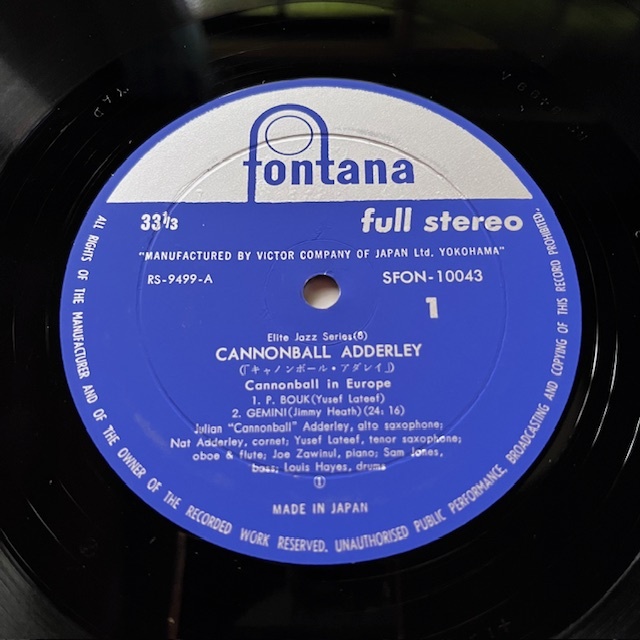 fontana
33 1/3 full stereo
"MANUFACTURED BY VICTOR COMPANY OF JAPAN Ltd. YOKOHAMA"
RS-9499-A SFON-10043
1
Elite Jazz Series(6)
CANNONBALL ADDERLEY
(「キャノンボール・アダレイ」)
Cannonball in Europe
1. P. BOUK(Yusef Lateef)
2. GEMINI(Jimmy Heath)(24:16)
Julian "Cannonball" Adderley, alto saxophone;
Nat Adderley, cornet; Yusef Lateef, tenor saxophone;
oboe & flute; Joe Zawinul, piano; Sam Jones,
bass; Louis Hayes, drums
①
MADE IN JAPAN
ALL RIGHTS OF THE MANUFACTURER AND OF THE OWNER OF THE RECORDED WORK RESERVED. UNAUTHORISED PUBLIC PERFORMANCE BROADCASTING AND COPYING OF THIS RECORD PROHIBITED.